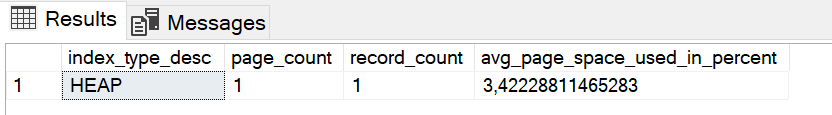 Results Messages
index_type_desc page_count record_count avg_page_space_used_in_percent
1 HEAP 1 1 3,42228811465283